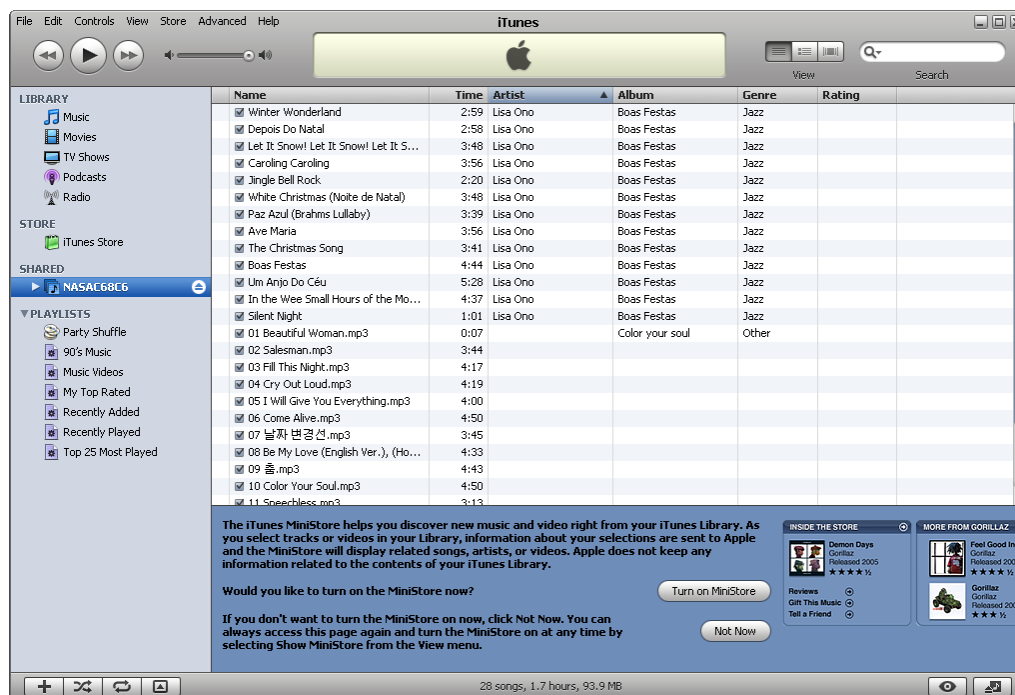 File Edit Controls View Store Advanced Help
iTunes
View
Search
LIBRARY
Music
Movies
TV Shows
Podcasts
Radio
STORE
iTunes Store
SHARED
NASAC68C6
PLAYLISTS
Party Shuffle
90's Music
Music Videos
My Top Rated
Recently Added
Recently Played
Top 25 Most Played
Name Time Artist Album Genre Rating
Winter Wonderland 2:59 Lisa Ono Boas Festas Jazz
Depois Do Natal 2:58 Lisa Ono Boas Festas Jazz
Let It Snow! Let It Snow! Let It S... 3:48 Lisa Ono Boas Festas Jazz
Caroling Caroling 3:56 Lisa Ono Boas Festas Jazz
Jingle Bell Rock 2:20 Lisa Ono Boas Festas Jazz
White Christmas (Noite de Natal) 3:48 Lisa Ono Boas Festas Jazz
Paz Azul (Brahms Lullaby) 3:39 Lisa Ono Boas Festas Jazz
Ave Maria 3:56 Lisa Ono Boas Festas Jazz
The Christmas Song 3:41 Lisa Ono Boas Festas Jazz
Boas Festas 4:44 Lisa Ono Boas Festas Jazz
Um Anjo Do Céu 5:28 Lisa Ono Boas Festas Jazz
In the Wee Small Hours of the Mo... 4:37 Lisa Ono Boas Festas Jazz
Silent Night 1:01 Lisa Ono Boas Festas Jazz
01 Beautiful Woman.mp3 0:07 Color your soul Other
02 Salesman.mp3 3:44
03 Fill This Night.mp3 4:17
04 Cry Out Loud.mp3 4:19
05 I Will Give You Everything.mp3 4:00
06 Come Alive.mp3 4:50
07 날짜 변경선.mp3 3:45
08 Be My Love (English Ver.), (Ho... 4:33
09 춤.mp3 4:43
10 Color Your Soul.mp3 4:50
11 Speechless.mp3 3:13
The iTunes MiniStore helps you discover new music and video right from your iTunes Library. As
you select tracks or videos in your Library, information about your selections are sent to Apple
and the MiniStore will display related songs, artists, or videos. Apple does not keep any
information related to the contents of your iTunes Library.
Would you like to turn on the MiniStore now?
Turn on MiniStore
If you don't want to turn the MiniStore on now, click Not Now. You can
always access this page again and turn the MiniStore on at any time by
selecting Show MiniStore from the View menu.
Not Now
INSIDE THE STORE
Demon Days
Gorillaz
Released 2005
Reviews
Gift This Music
Tell a Friend
MORE FROM GORILLAZ
Feel Good In
Gorillaz
Released 200
Gorillaz
Gorillaz
Released 200
28 songs, 1.7 hours, 93.9 MB